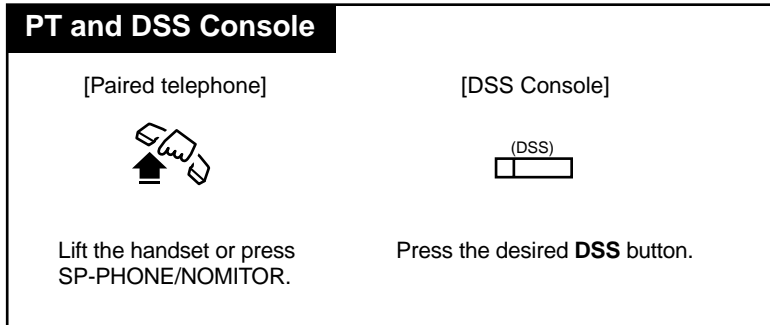 PT and DSS Console
[Paired telephone]
[DSS Console]
(DSS)
Lift the handset or press
SP-PHONE/NOMITOR.
Press the desired DSS button.